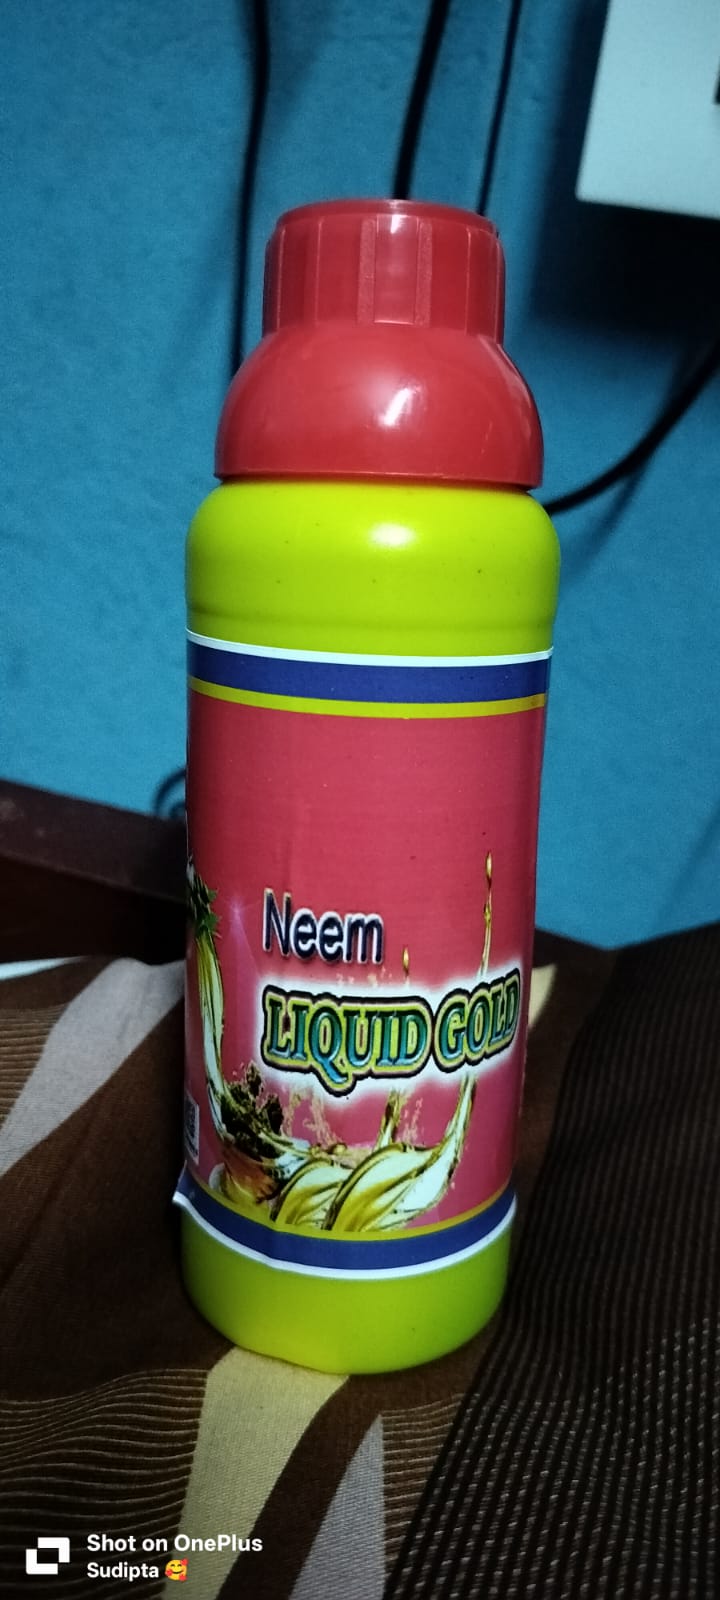 Neem
LIQUID GOLD
Shot on OnePlus
Sudipta 🥰